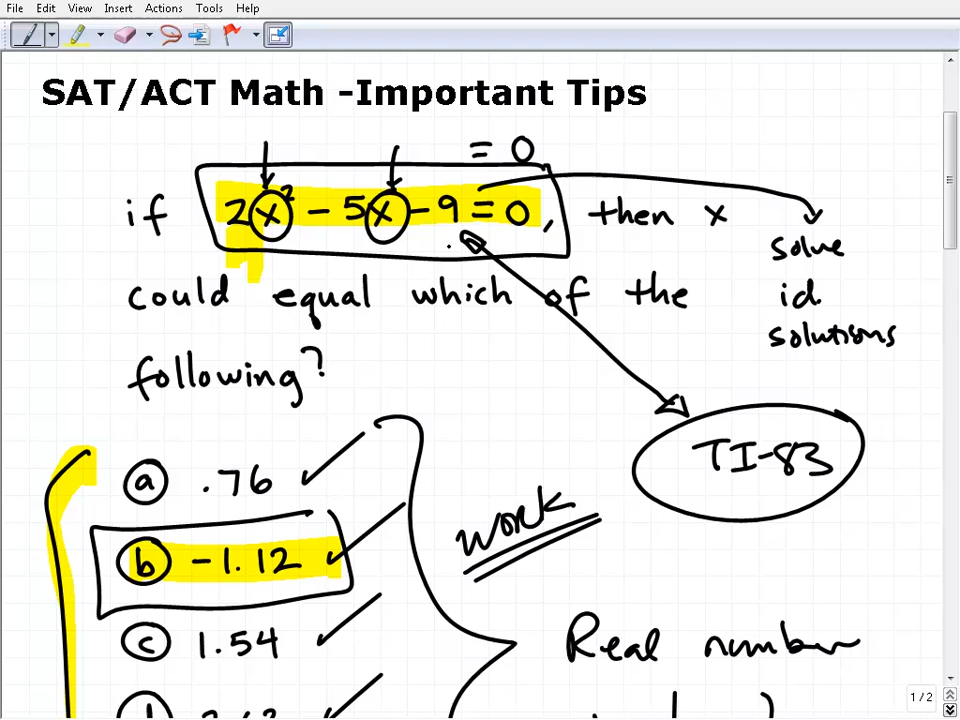 File Edit View Insert Actions Tools Help
SAT/ACT Math -Important Tips
= 0
if 2x² - 5x - 9 = 0, then x
solve
could equal which of the
id.
solutions
following?
TI-83
a .76
work
b -1.12
c 1.54
Real number
1 / 2